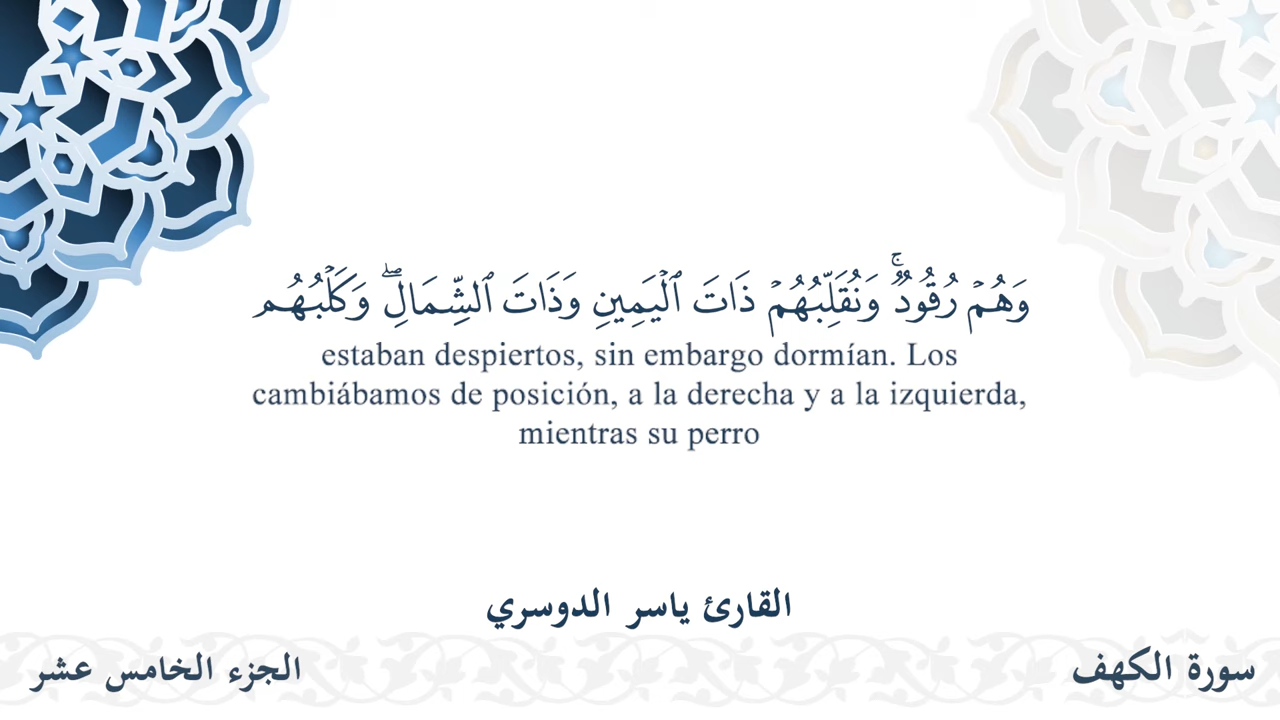 وَهُمۡ رُقُودٞۚ وَنُقَلِّبُهُمۡ ذَاتَ ٱلۡيَمِينِ وَذَاتَ ٱلشِّمَالِۖ وَكَلۡبُهُم
estaban despiertos, sin embargo dormían. Los
cambiábamos de posición, a la derecha y a la izquierda,
mientras su perro
القارئ ياسر الدوسري
سورة الكهف
الجزء الخامس عشر